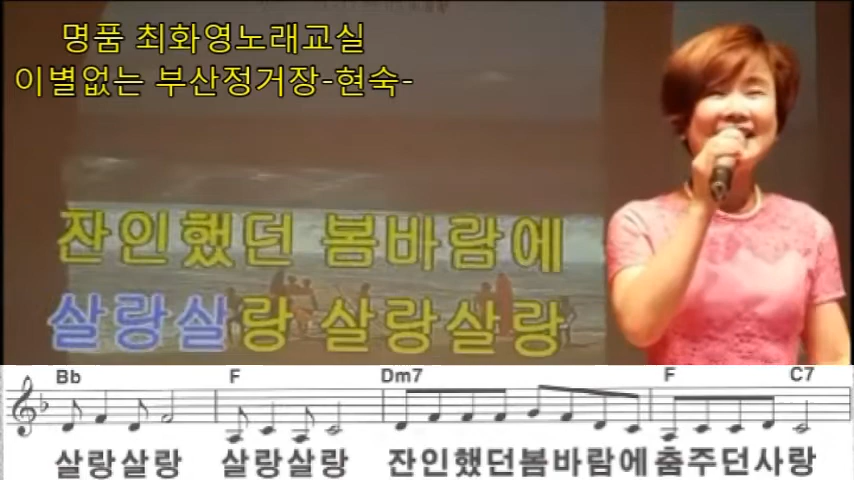 명품 최화영노래교실
이별없는 부산정거장-현숙-
잔인했던 봄바람에
살랑살랑 살랑살랑
Bb F Dm7 F C7
살랑살랑 살랑살랑 잔인했던봄바람에춤추던사랑